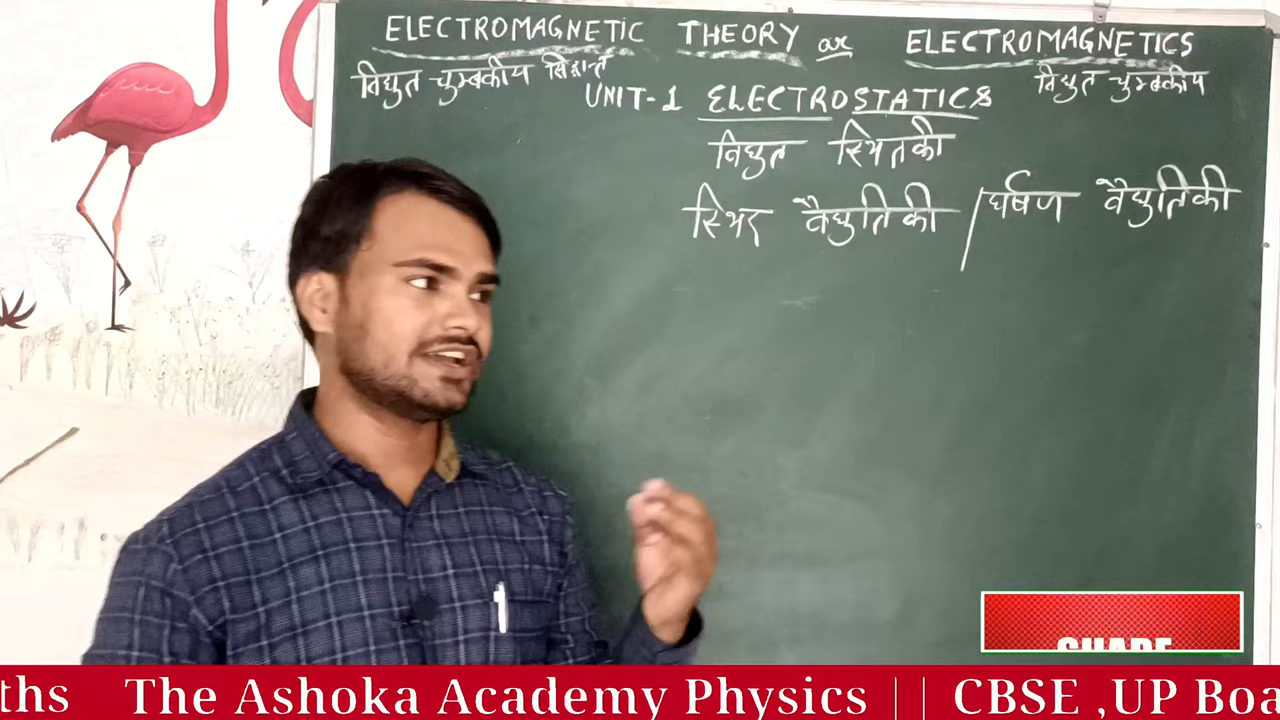 ELECTROMAGNETIC THEORY or ELECTROMAGNETICS
विद्युत चुम्बकीय सिद्धान्त विद्युत चुम्बकीय
UNIT-1 ELECTROSTATICS
विद्युत स्थितकी
स्थिर वैद्युतिकी / घर्षण वैद्युतिकी
SHARE
ths The Ashoka Academy Physics || CBSE ,UP Boa